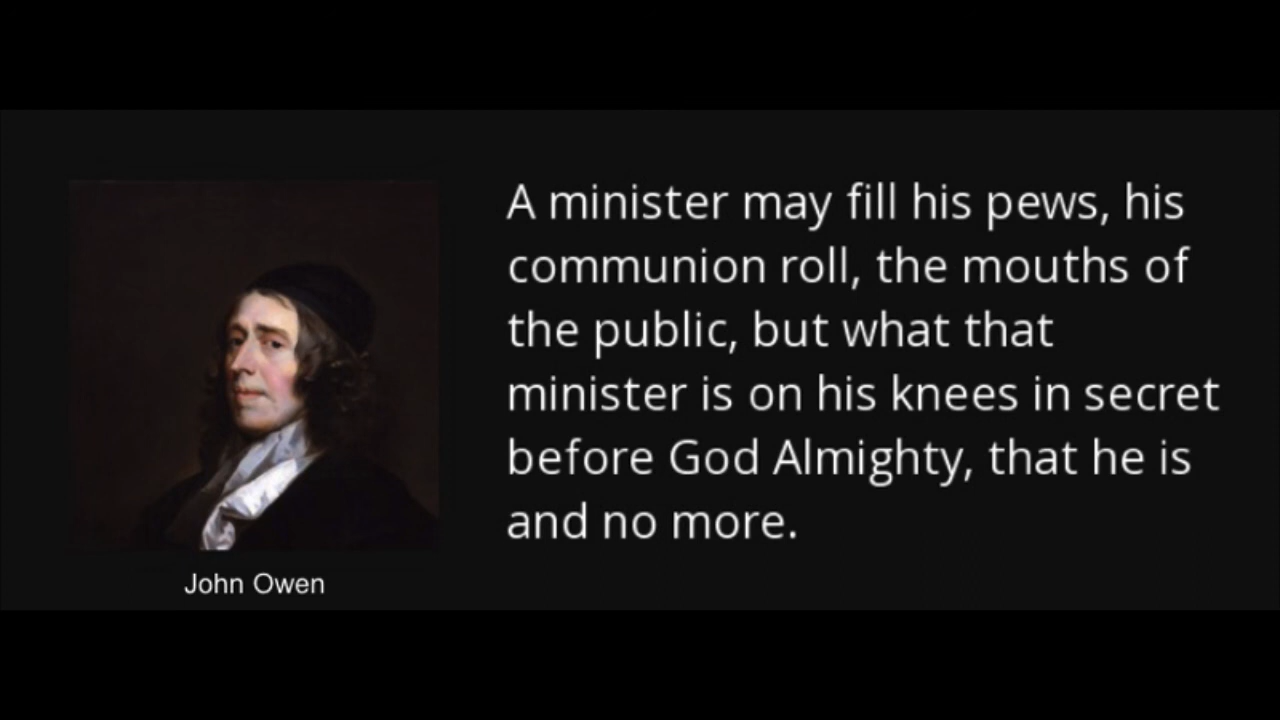 A minister may fill his pews, his
communion roll, the mouths of
the public, but what that
minister is on his knees in secret
before God Almighty, that he is
and no more.
John Owen